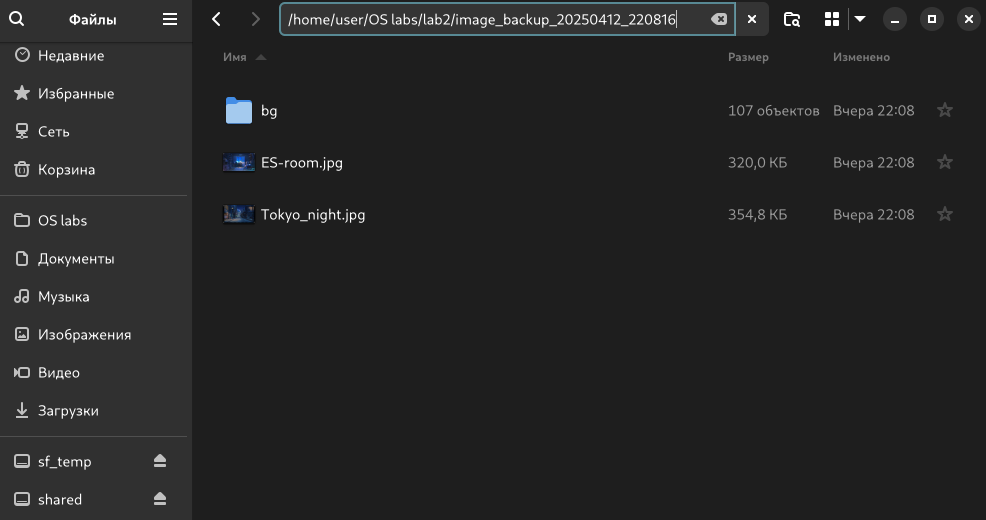 Файлы
/home/user/OS labs/lab2/image_backup_20250412_220816
Недавние
Избранные
Сеть
Корзина
OS labs
Документы
Музыка
Изображения
Видео
Загрузки
sf_temp
shared
Имя Размер Изменено
bg 107 объектов Вчера 22:08
ES-room.jpg 320,0 КБ Вчера 22:08
Tokyo_night.jpg 354,8 КБ Вчера 22:08